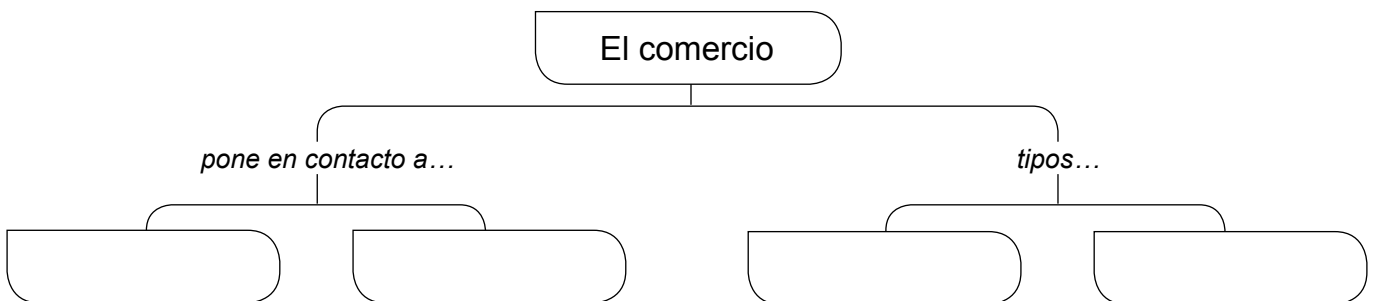 El comercio
pone en contacto a…
tipos…